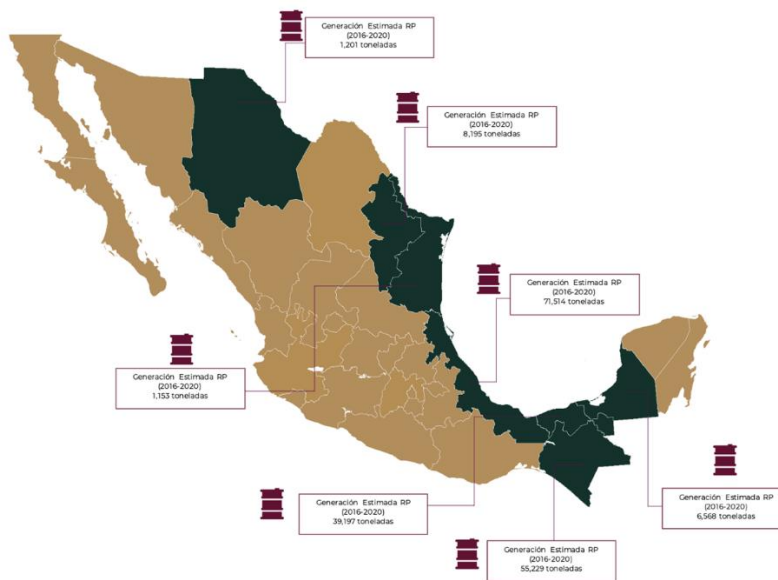 Generación Estimada RP
(2016-2020)
1,201 toneladas
Generación Estimada RP
(2016-2020)
8,195 toneladas
Generación Estimada RP
(2016-2020)
71,514 toneladas
Generación Estimada RP
(2016-2020)
1,153 toneladas
Generación Estimada RP
(2016-2020)
6,568 toneladas
Generación Estimada RP
(2016-2020)
39,197 toneladas
Generación Estimada RP
(2016-2020)
55,229 toneladas